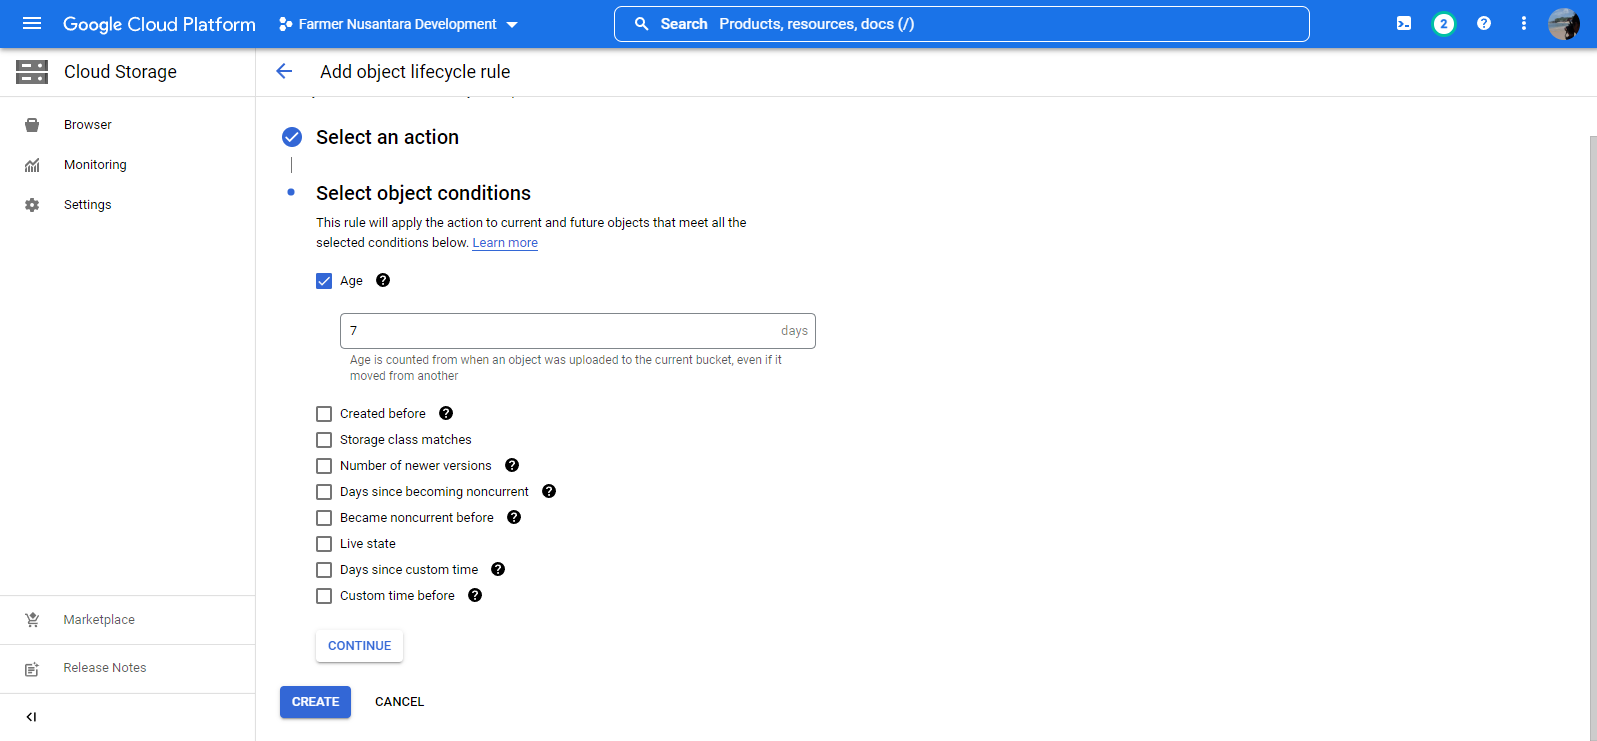 Google Cloud Platform
Farmer Nusantara Development
Search Products, resources, docs (/)
2
Cloud Storage
Add object lifecycle rule
Browser
Monitoring
Settings
Marketplace
Release Notes
Select an action
Select object conditions
This rule will apply the action to current and future objects that meet all the
selected conditions below. Learn more
Age
7 days
Age is counted from when an object was uploaded to the current bucket, even if it
moved from another
Created before
Storage class matches
Number of newer versions
Days since becoming noncurrent
Became noncurrent before
Live state
Days since custom time
Custom time before
CONTINUE
CREATE CANCEL